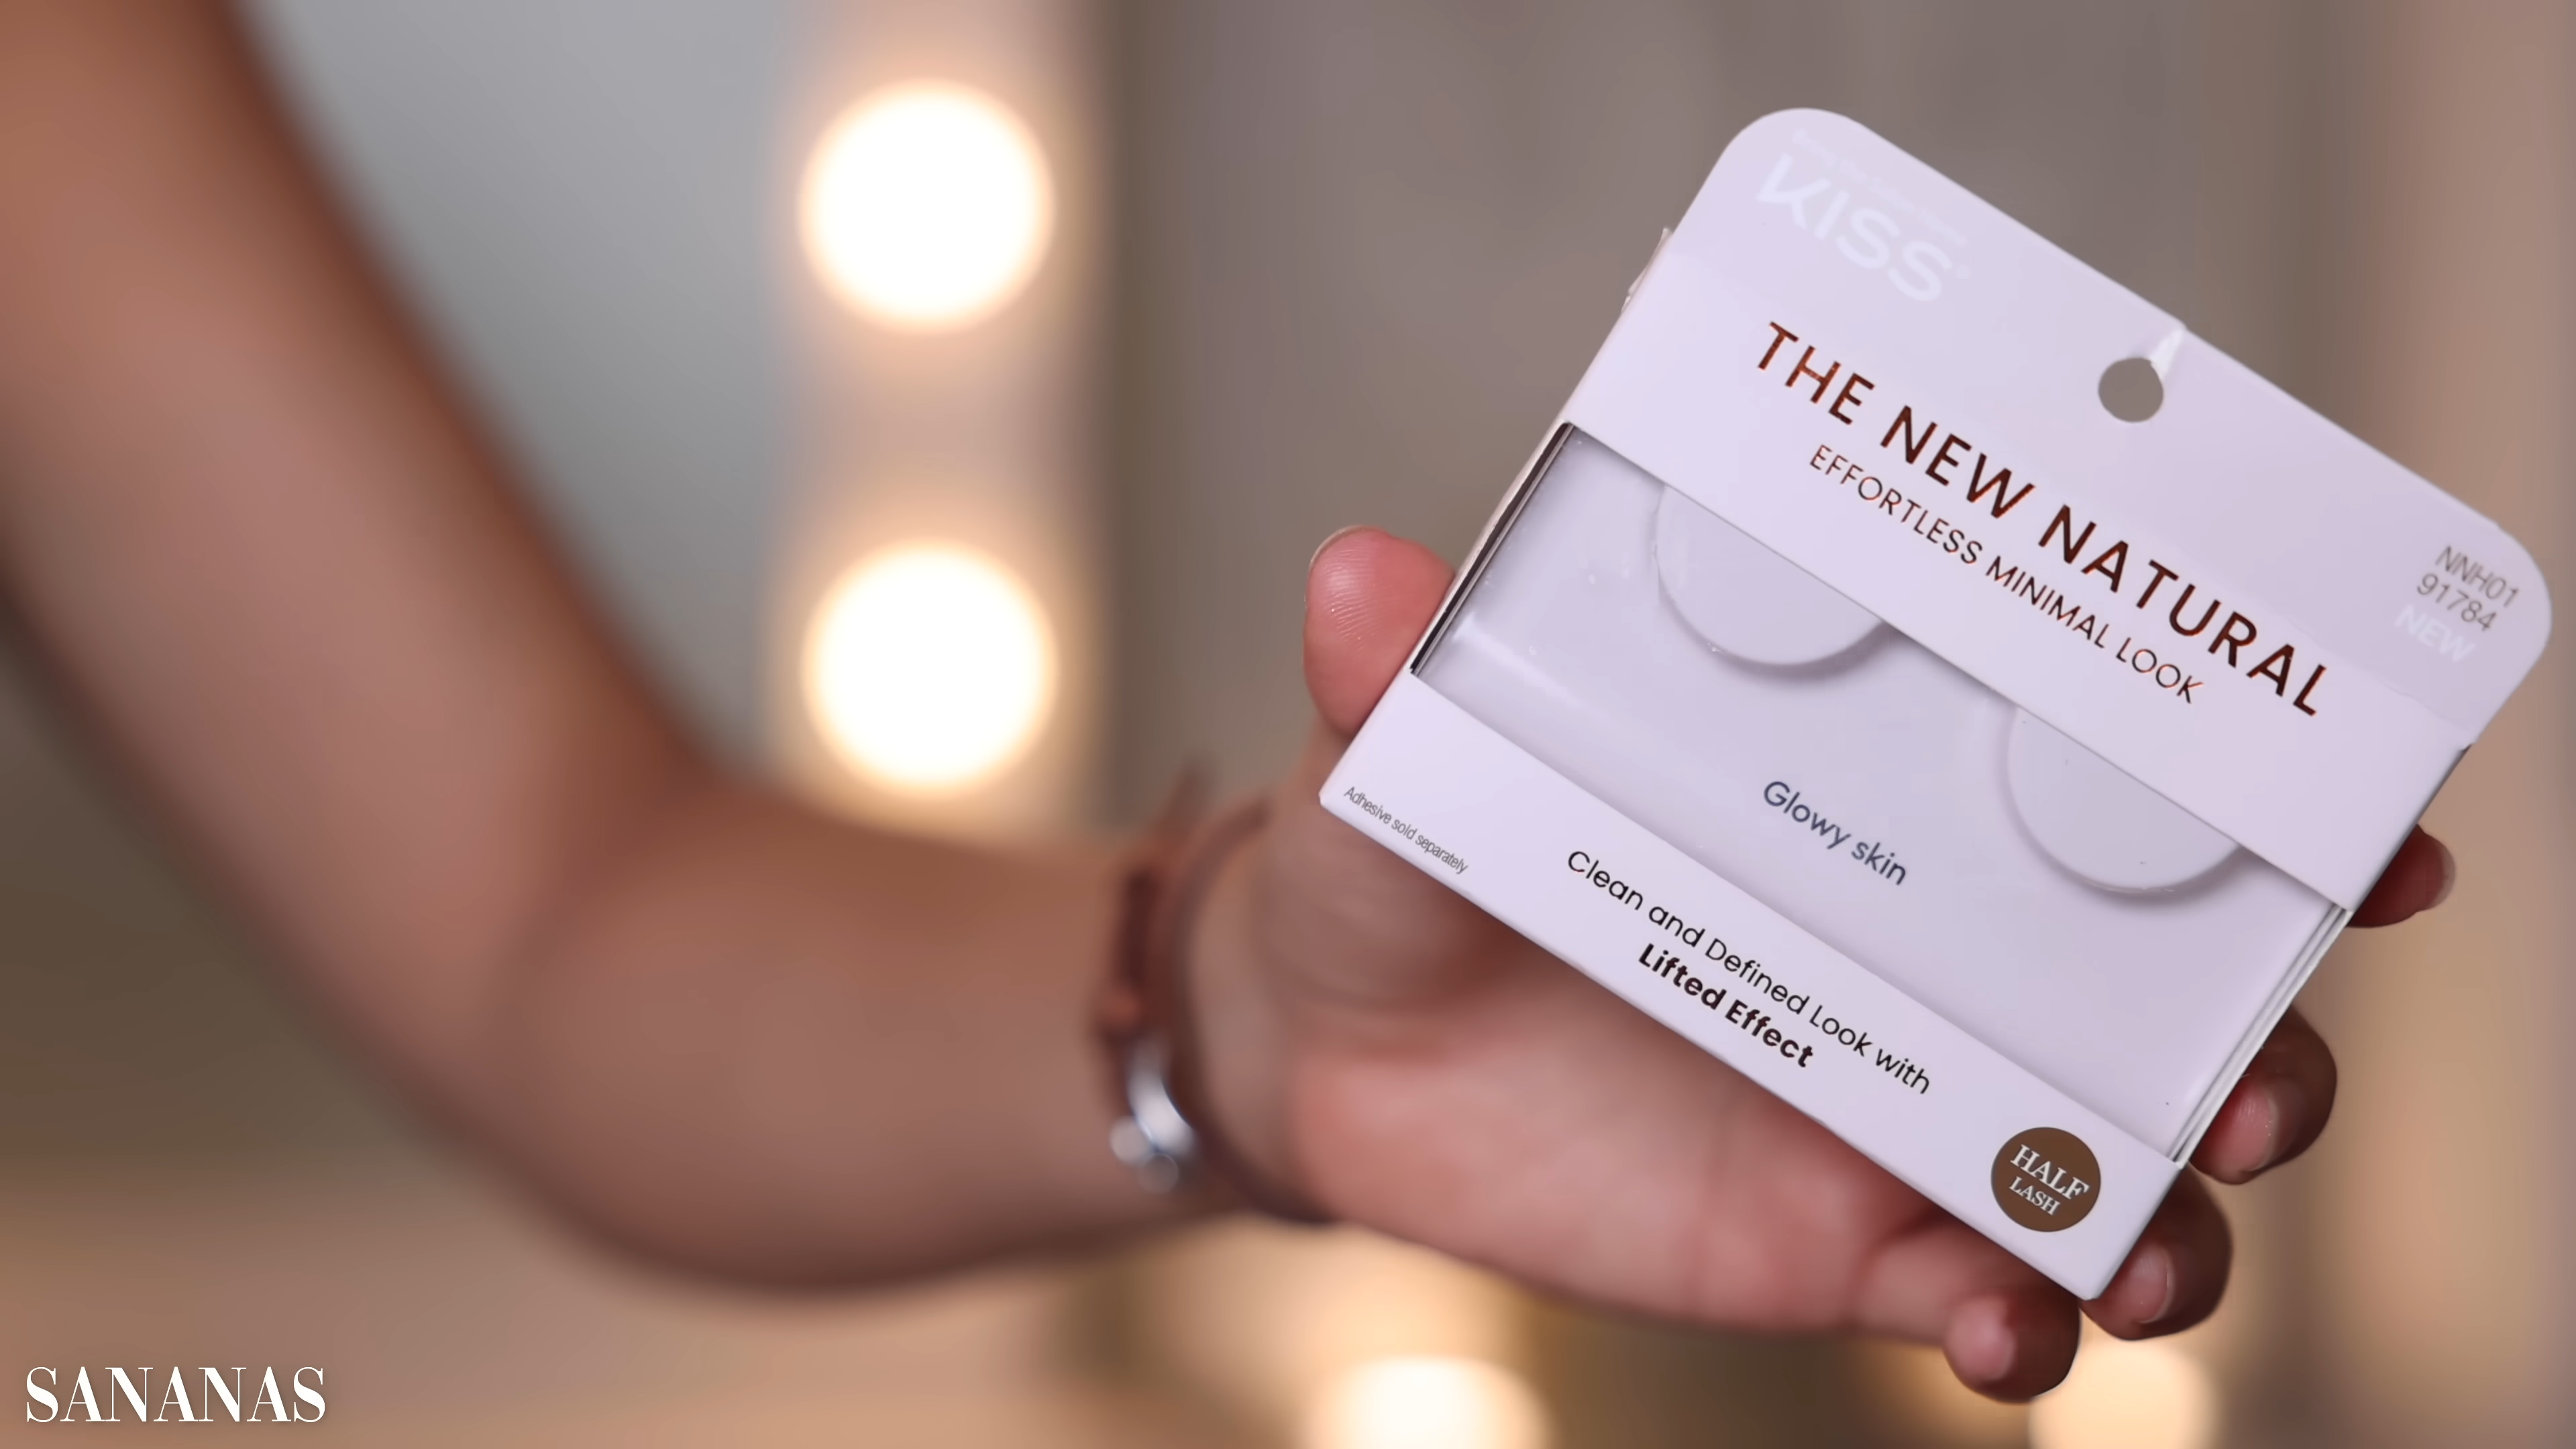 KISS®
THE NEW NATURAL
EFFORTLESS MINIMAL LOOK
NNH01
91784
NEW
Glowy skin
Adhesive sold separately
Clean and Defined Look with
Lifted Effect
HALF
LASH
SANANAS